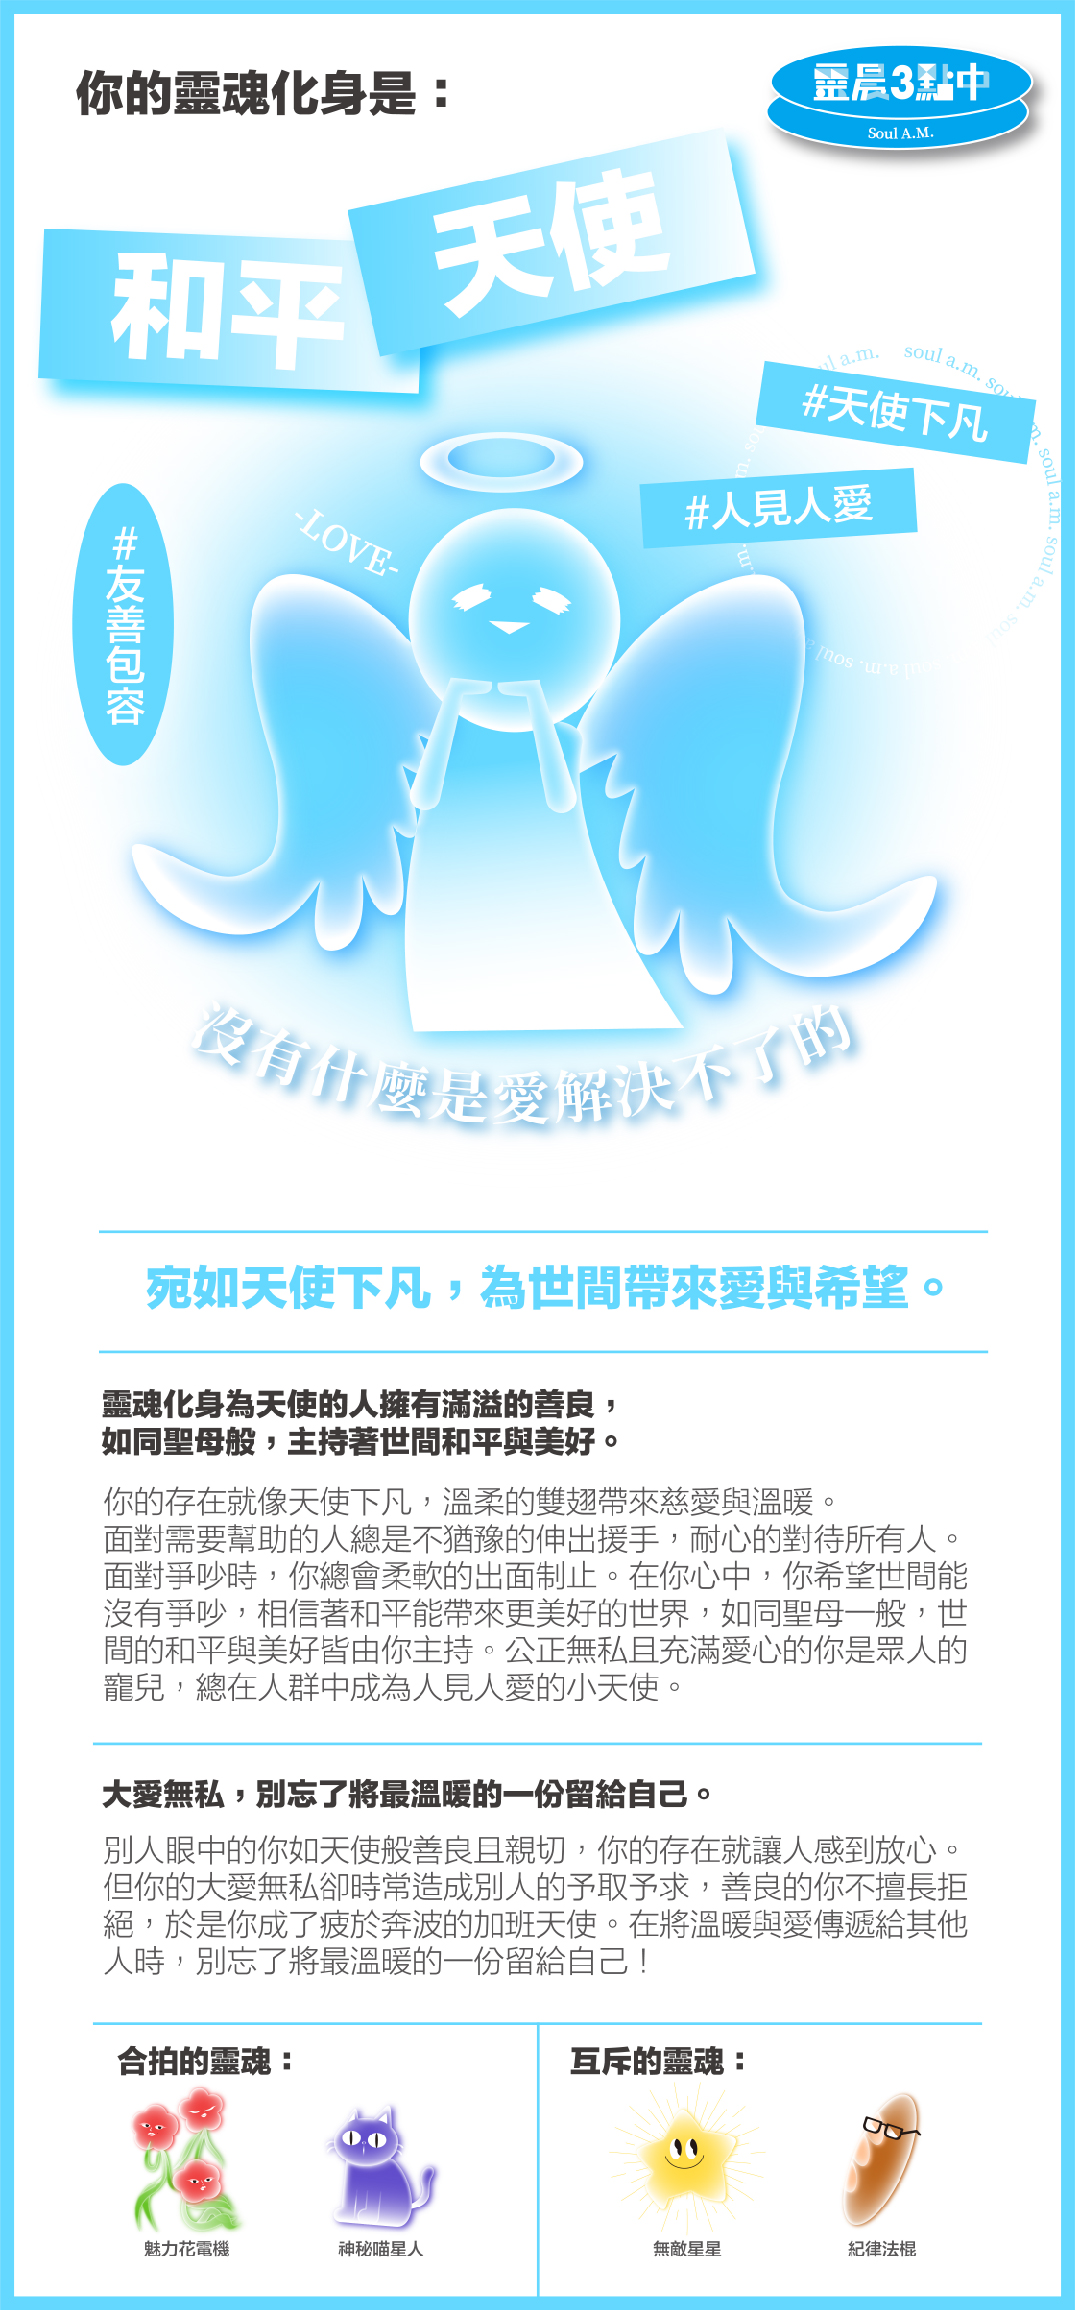 你的靈魂化身是：
靈晨3點中
Soul A.M.
和平
天使
soul a.m. soul a.m. soul a.m. soul a.m. soul a.m.
#天使下凡
#人見人愛
-LOVE-
#友善包容
沒有什麼是愛解決不了的
宛如天使下凡，為世間帶來愛與希望。
靈魂化身為天使的人擁有滿溢的善良，
如同聖母般，主持著世間和平與美好。
你的存在就像天使下凡，溫柔的雙翅帶來慈愛與溫暖。
面對需要幫助的人總是不猶豫的伸出援手，耐心的對待所有人。
面對爭吵時，你總會柔軟的出面制止。在你心中，你希望世間能
沒有爭吵，相信著和平能帶來更美好的世界，如同聖母一般，世
間的和平與美好皆由你主持。公正無私且充滿愛心的你是眾人的
寵兒，總在人群中成為人見人愛的小天使。
大愛無私，別忘了將最溫暖的一份留給自己。
別人眼中的你如天使般善良且親切，你的存在就讓人感到放心。
但你的大愛無私卻時常造成別人的予取予求，善良的你不擅長拒
絕，於是你成了疲於奔波的加班天使。在將溫暖與愛傳遞給其他
人時，別忘了將最溫暖的一份留給自己！
合拍的靈魂：
互斥的靈魂：
魅力花電機
神秘喵星人
無敵星星
紀律法棍